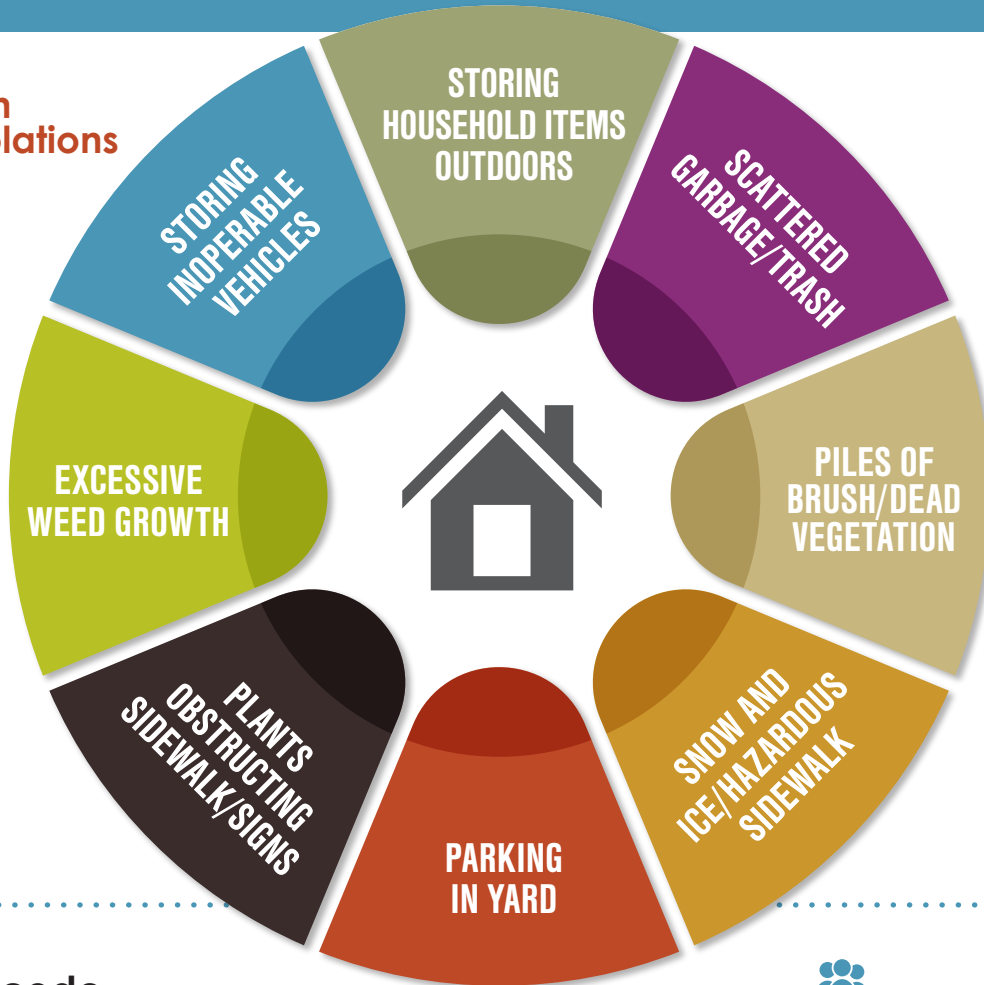 STORING
HOUSEHOLD ITEMS
OUTDOORS
SCATTERED
GARBAGE/TRASH
PILES OF
BRUSH/DEAD
VEGETATION
SNOW AND
ICE/HAZARDOUS
SIDEWALK
PARKING
IN YARD
PLANTS
OBSTRUCTING
SIDEWALK/SIGNS
EXCESSIVE
WEED GROWTH
STORING
INOPERABLE
VEHICLES